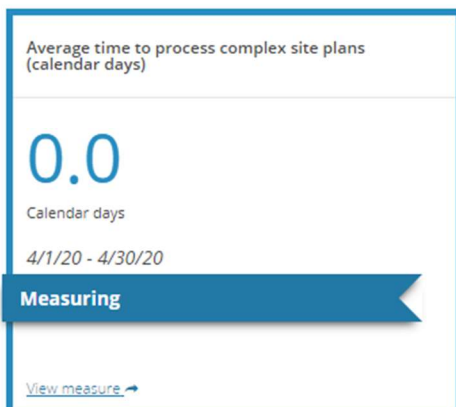 Average time to process complex site plans
(calendar days)
0.0
Calendar days
4/1/20 - 4/30/20
Measuring
View measure